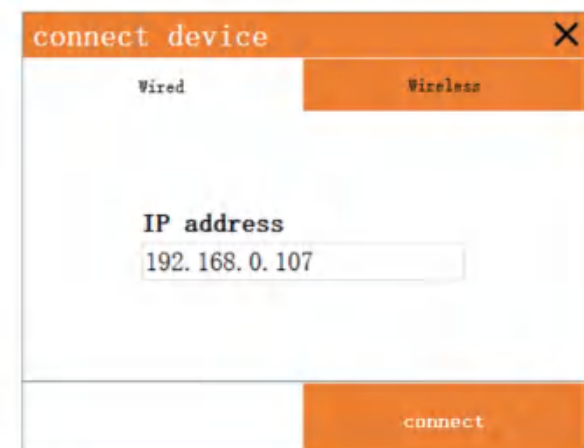 connect device
Wired Wireless
IP address
192.168.0.107
connect